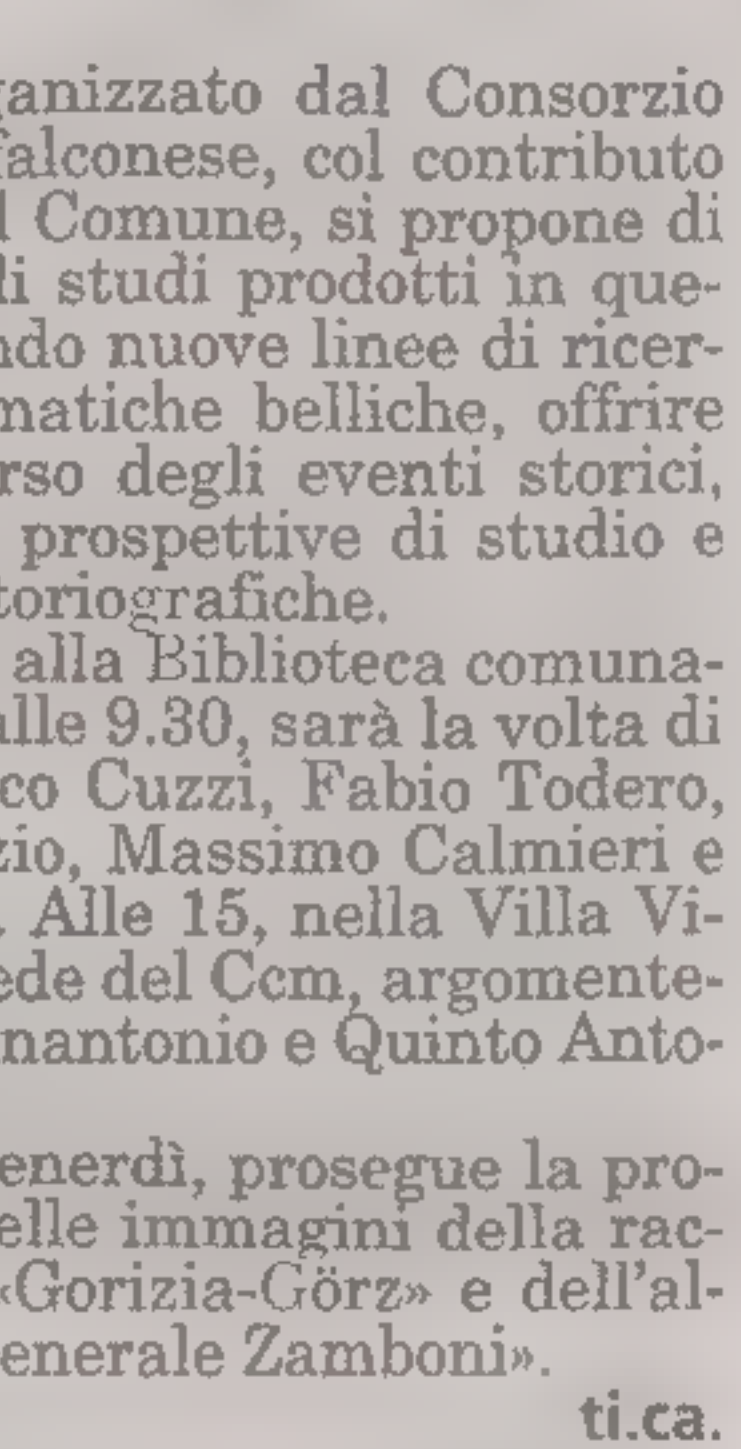 ganizzato dal Consorzio
falconese, col contributo
l Comune, si propone di
li studi prodotti in que-
ndo nuove linee di ricer-
matiche belliche, offrire
rso degli eventi storici,
prospettive di studio e
toriografiche.
alla Biblioteca comuna-
alle 9.30, sarà la volta di
co Cuzzi, Fabio Todero,
zio, Massimo Calmieri e
. Alle 15, nella Villa Vi-
ede del Ccm, argomente-
nantonio e Quinto Anto-
enerdì, prosegue la pro-
elle immagini della rac-
«Gorizia-Görz» e dell'al-
enerale Zamboni».
ti.ca.